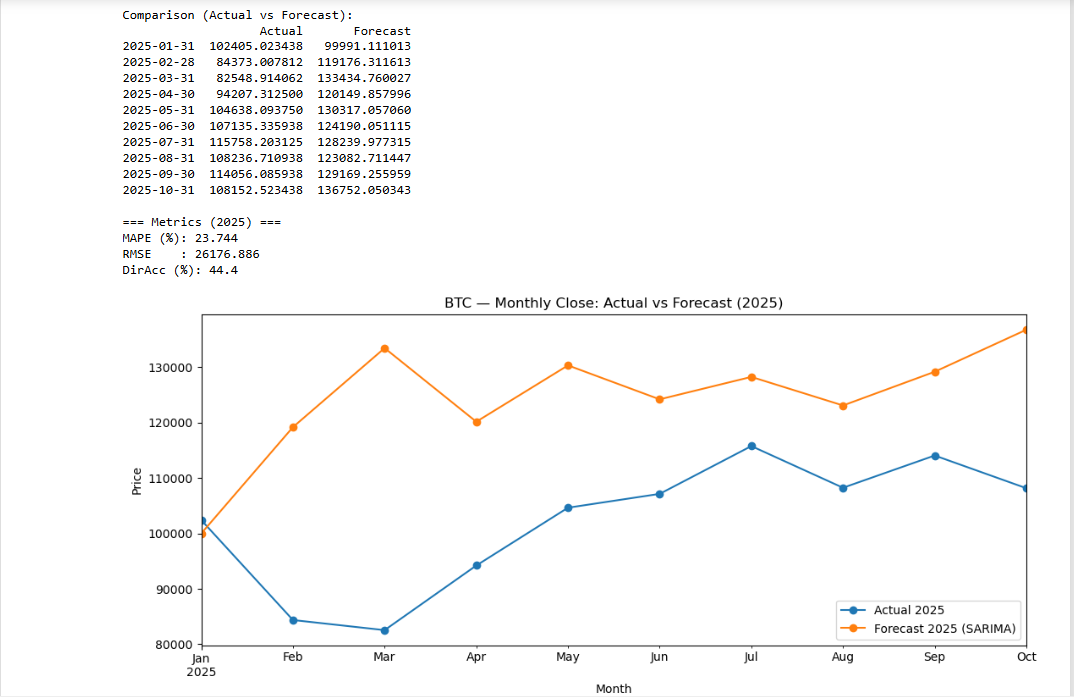 Comparison (Actual vs Forecast):
Actual Forecast
2025-01-31 102405.023438 99991.111013
2025-02-28 84373.007812 119176.311613
2025-03-31 82548.914062 133434.760027
2025-04-30 94207.312500 120149.857996
2025-05-31 104638.093750 130317.057060
2025-06-30 107135.335938 124190.051115
2025-07-31 115758.203125 128239.977315
2025-08-31 108236.710938 123082.711447
2025-09-30 114056.085938 129169.255959
2025-10-31 108152.523438 136752.050343
=== Metrics (2025) ===
MAPE (%): 23.744
RMSE : 26176.886
DirAcc (%): 44.4
BTC — Monthly Close: Actual vs Forecast (2025)
130000
120000
110000
100000
90000
80000
Price
Jan Feb Mar Apr May Jun Jul Aug Sep Oct
2025
Month
Actual 2025
Forecast 2025 (SARIMA)